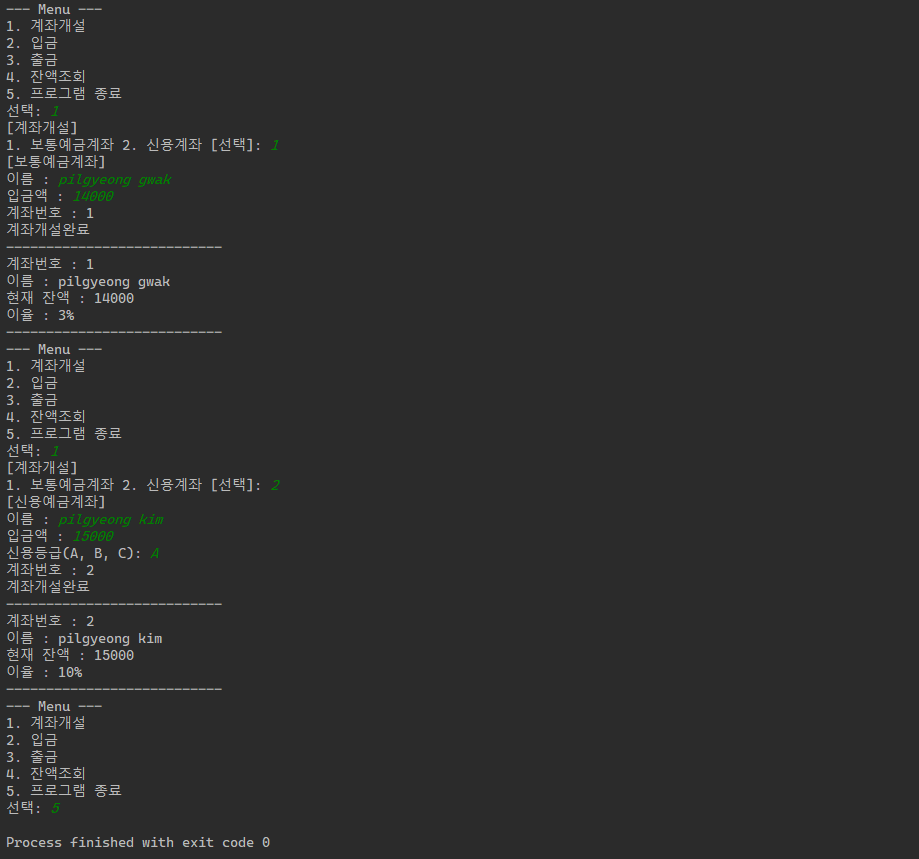 --- Menu ---
1. 계좌개설
2. 입금
3. 출금
4. 잔액조회
5. 프로그램 종료
선택: 1
[계좌개설]
1. 보통예금계좌 2. 신용계좌 [선택]: 1
[보통예금계좌]
이름 : pilgyeong gwak
입금액 : 14000
계좌번호 : 1
계좌개설완료
---------------------------
계좌번호 : 1
이름 : pilgyeong gwak
현재 잔액 : 14000
이율 : 3%
---------------------------
--- Menu ---
1. 계좌개설
2. 입금
3. 출금
4. 잔액조회
5. 프로그램 종료
선택: 1
[계좌개설]
1. 보통예금계좌 2. 신용계좌 [선택]: 2
[신용예금계좌]
이름 : pilgyeong kim
입금액 : 15000
신용등급(A, B, C): A
계좌번호 : 2
계좌개설완료
---------------------------
계좌번호 : 2
이름 : pilgyeong kim
현재 잔액 : 15000
이율 : 10%
---------------------------
--- Menu ---
1. 계좌개설
2. 입금
3. 출금
4. 잔액조회
5. 프로그램 종료
선택: 5
Process finished with exit code 0